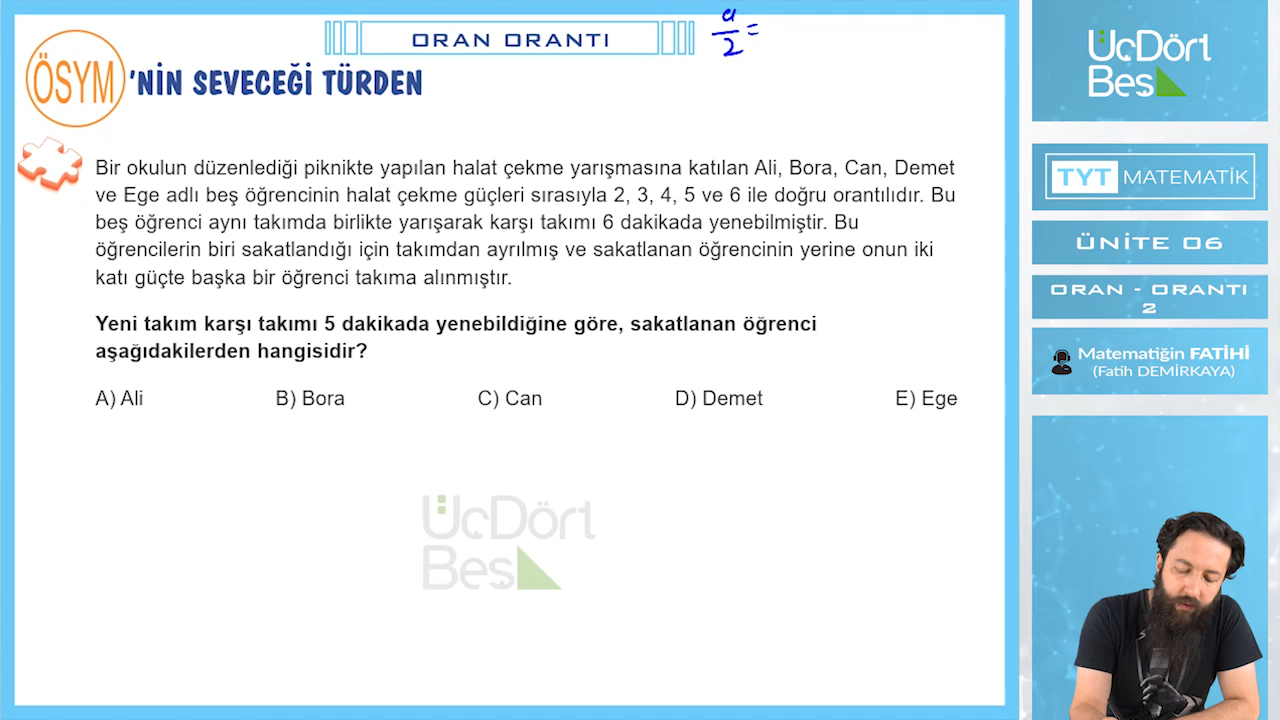 ORAN ORANTI
a/2 =
ÖSYM'NİN SEVECEĞİ TÜRDEN
Bir okulun düzenlediği piknikte yapılan halat çekme yarışmasına katılan Ali, Bora, Can, Demet
ve Ege adlı beş öğrencinin halat çekme güçleri sırasıyla 2, 3, 4, 5 ve 6 ile doğru orantılıdır. Bu
beş öğrenci aynı takımda birlikte yarışarak karşı takımı 6 dakikada yenebilmiştir. Bu
öğrencilerin biri sakatlandığı için takımdan ayrılmış ve sakatlanan öğrencinin yerine onun iki
katı güçte başka bir öğrenci takıma alınmıştır.
Yeni takım karşı takımı 5 dakikada yenebildiğine göre, sakatlanan öğrenci
aşağıdakilerden hangisidir?
A) Ali B) Bora C) Can D) Demet E) Ege
ÜçDört
Beş
ÜçDört
Beş
TYT MATEMATİK
ÜNİTE 06
ORAN - ORANTI
2
Matematiğin FATİHİ
(Fatih DEMİRKAYA)